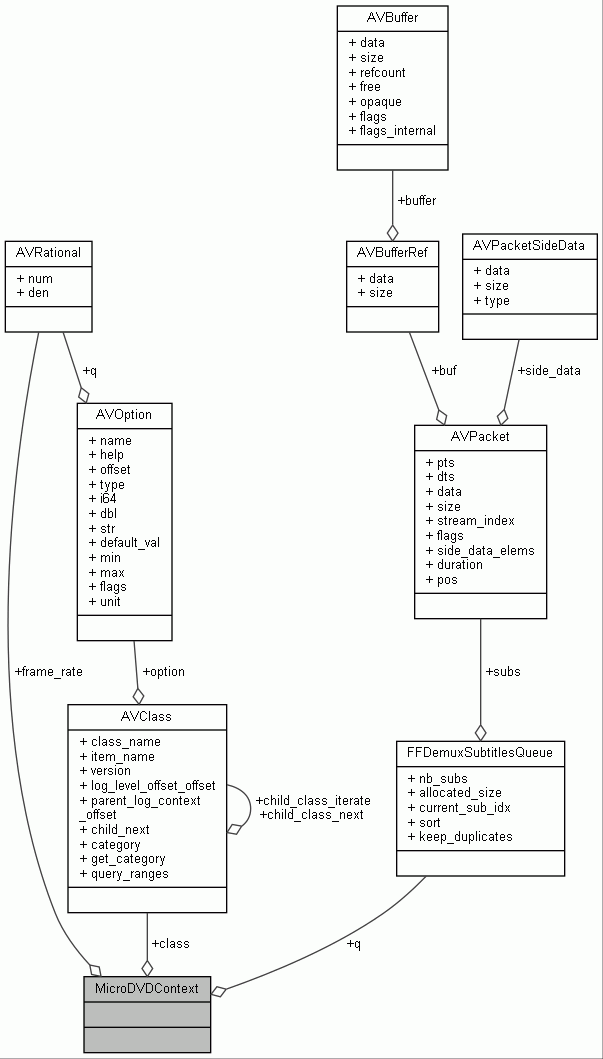 AVBuffer
+ data
+ size
+ refcount
+ free
+ opaque
+ flags
+ flags_internal
+buffer
AVRational
+ num
+ den
AVBufferRef
+ data
+ size
AVPacketSideData
+ data
+ size
+ type
+q
+buf
+side_data
AVOption
+ name
+ help
+ offset
+ type
+ i64
+ dbl
+ str
+ default_val
+ min
+ max
+ flags
+ unit
AVPacket
+ pts
+ dts
+ data
+ size
+ stream_index
+ flags
+ side_data_elems
+ duration
+ pos
+frame_rate
+option
+subs
AVClass
+ class_name
+ item_name
+ version
+ log_level_offset_offset
+ parent_log_context
_offset
+ child_next
+ category
+ get_category
+ query_ranges
+child_class_iterate
+child_class_next
FFDemuxSubtitlesQueue
+ nb_subs
+ allocated_size
+ current_sub_idx
+ sort
+ keep_duplicates
+class
+q
MicroDVDContext